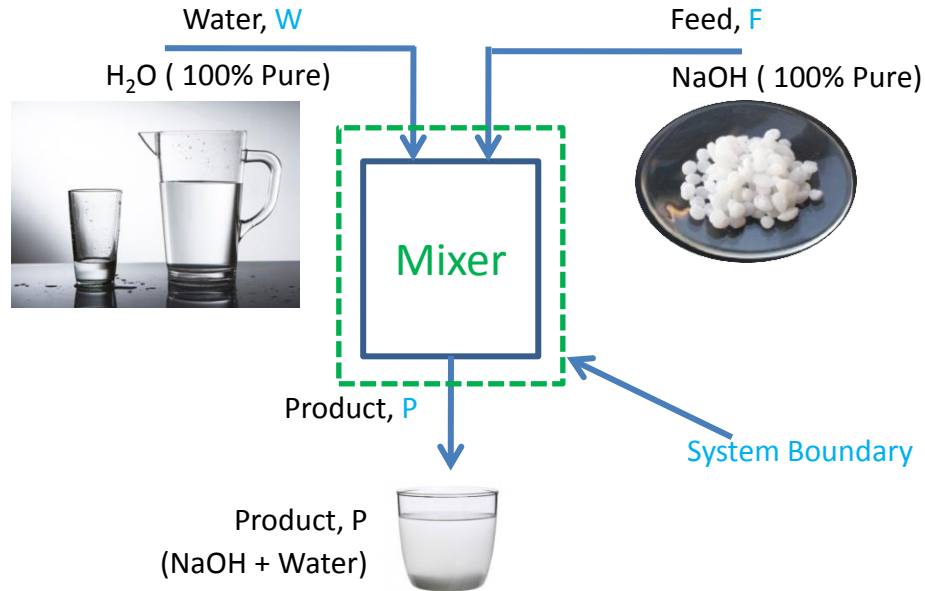 Water, W
Feed, F
H₂O ( 100% Pure)
NaOH ( 100% Pure)
Mixer
Product, P
System Boundary
Product, P
(NaOH + Water)